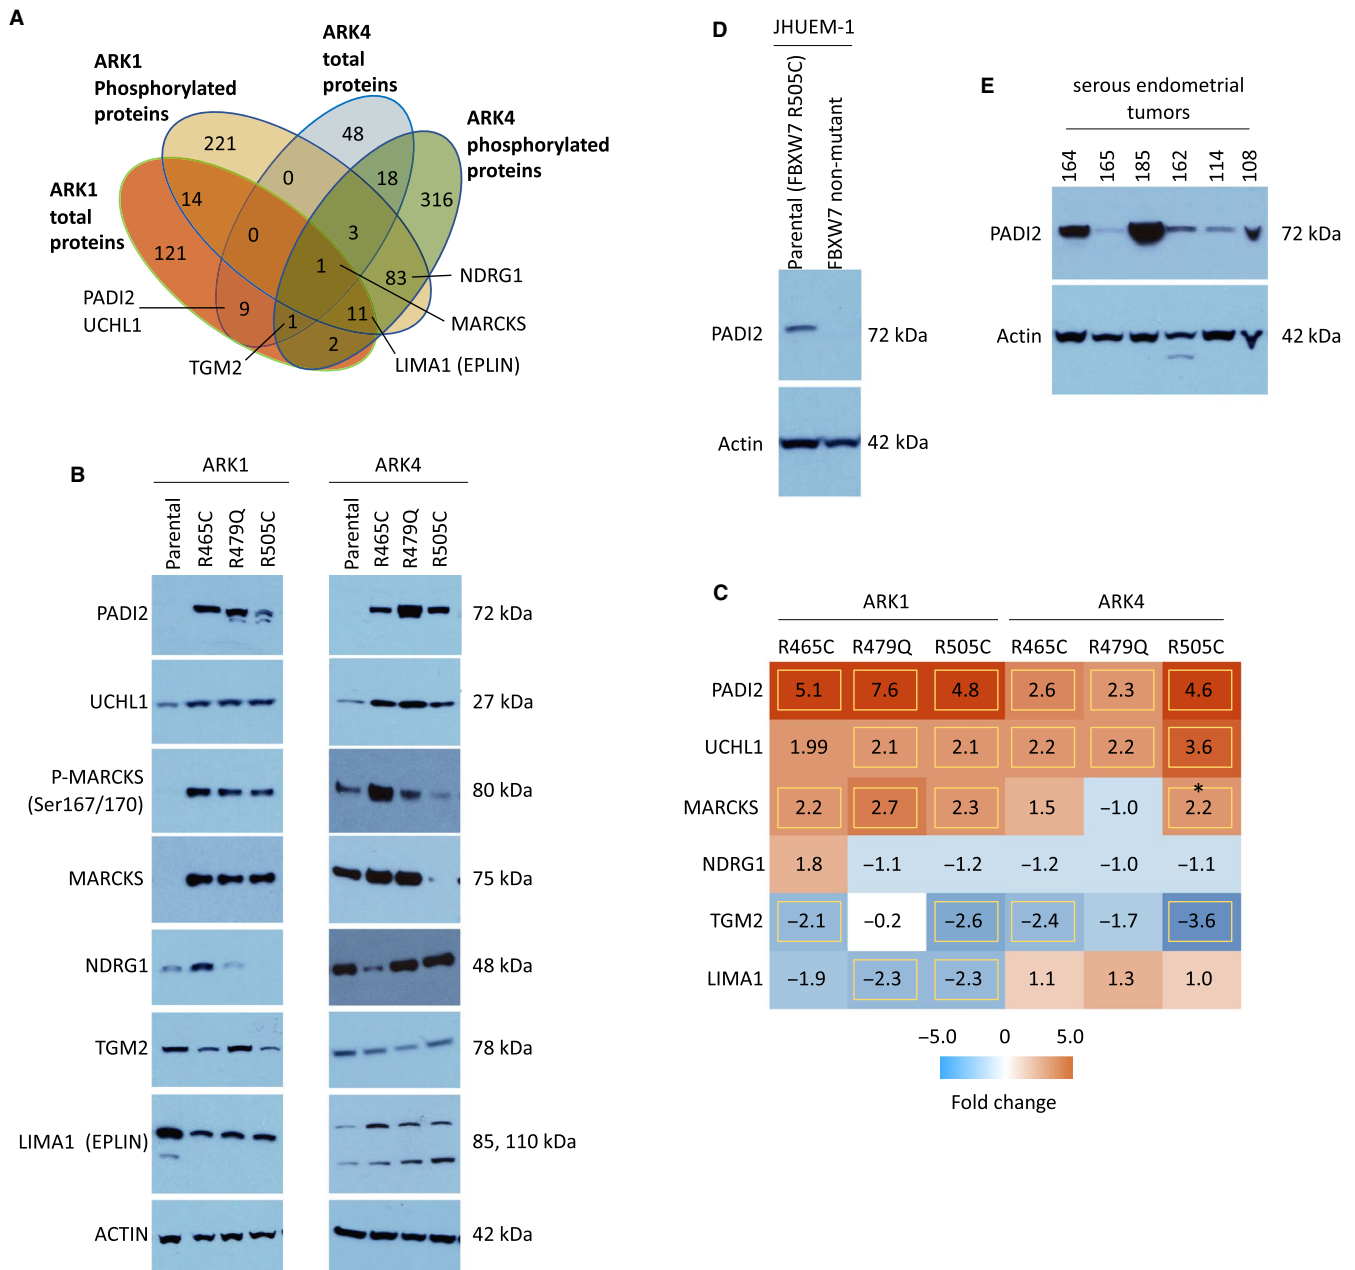 A
ARK1
Phosphorylated
proteins
ARK4
total
proteins
ARK4
phosphorylated
proteins
ARK1
total
proteins
221
48
0
18
316
14
0
3
121
1
83
9
1
11
2
NDRG1
PADI2
UCHL1
MARCKS
TGM2
LIMA1 (EPLIN)
B
ARK1
ARK4
Parental
R465C
R479Q
R505C
Parental
R465C
R479Q
R505C
PADI2
72 kDa
UCHL1
27 kDa
P-MARCKS
(Ser167/170)
80 kDa
MARCKS
75 kDa
NDRG1
48 kDa
TGM2
78 kDa
LIMA1 (EPLIN)
85, 110 kDa
ACTIN
42 kDa
D
JHUEM-1
Parental (FBXW7 R505C)
FBXW7 non-mutant
PADI2
72 kDa
Actin
42 kDa
E
serous endometrial
tumors
164
165
185
162
114
108
PADI2
72 kDa
Actin
42 kDa
C
ARK1
ARK4
R465C R479Q R505C R465C R479Q R505C
PADI2 5.1 7.6 4.8 2.6 2.3 4.6
UCHL1 1.99 2.1 2.1 2.2 2.2 3.6
*
MARCKS 2.2 2.7 2.3 1.5 −1.0 2.2
NDRG1 1.8 −1.1 −1.2 −1.2 −1.0 −1.1
TGM2 −2.1 −0.2 −2.6 −2.4 −1.7 −3.6
LIMA1 −1.9 −2.3 −2.3 1.1 1.3 1.0
−5.0 0 5.0
Fold change